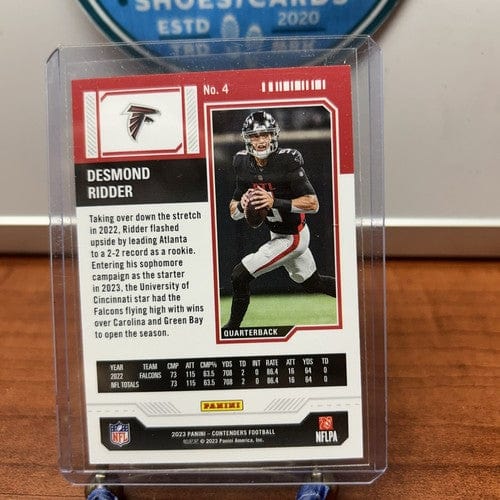 SHOES/CARDS
ESTD 2020
No. 4
DESMOND
RIDDER
Taking over down the stretch
in 2022, Ridder flashed
upside by leading Atlanta
to a 2-2 record as a rookie.
Entering his sophomore
campaign as the starter
in 2023, the University of
Cincinnati star had the
Falcons flying high with wins
over Carolina and Green Bay
to open the season.
QUARTERBACK
YEAR TEAM CMP ATT CMP% YDS TD INT RATE ATT YDS TD
2022 FALCONS 73 115 63.5 708 2 0 86.4 16 64 0
NFL TOTALS 73 115 63.5 708 2 0 86.4 16 64 0
PANINI
NFL
2023 PANINI - CONTENDERS FOOTBALL
© 2023 Panini America, Inc.
NFLPA